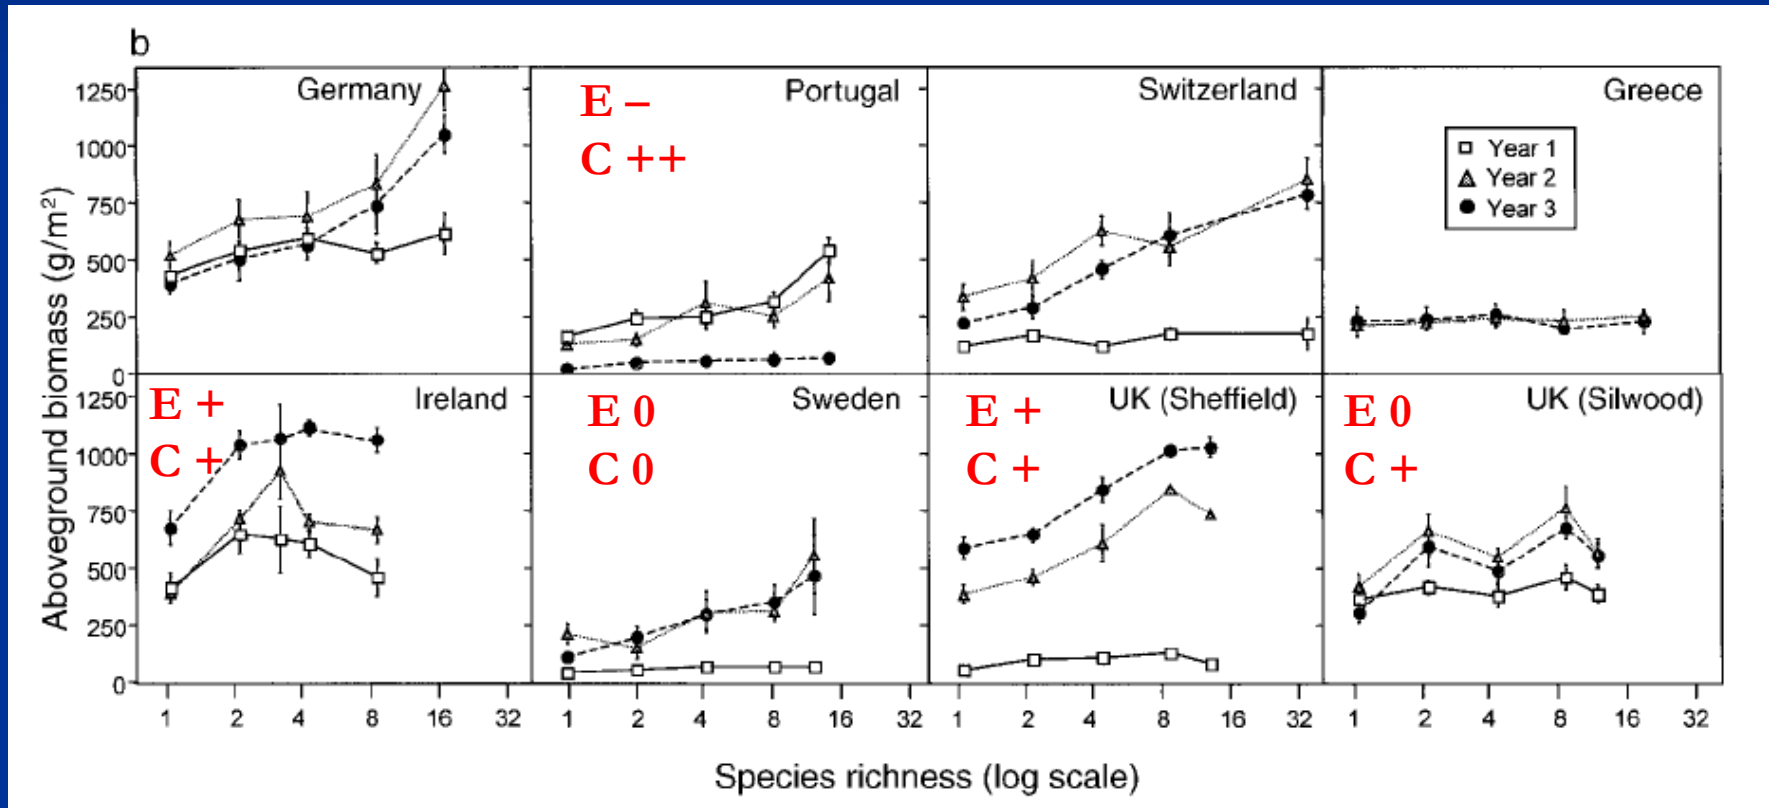 b
Germany
Portugal
Switzerland
Greece
E –
C ++
Year 1
Year 2
Year 3
1250
1000
750
500
250
0
Aboveground biomass (g/m²)
Ireland
Sweden
UK (Sheffield)
UK (Silwood)
E +
C +
E 0
C 0
E +
C +
E 0
C +
1250
1000
750
500
250
0
1 2 4 8 16 32
1 2 4 8 16 32
1 2 4 8 16 32
1 2 4 8 16 32
Species richness (log scale)